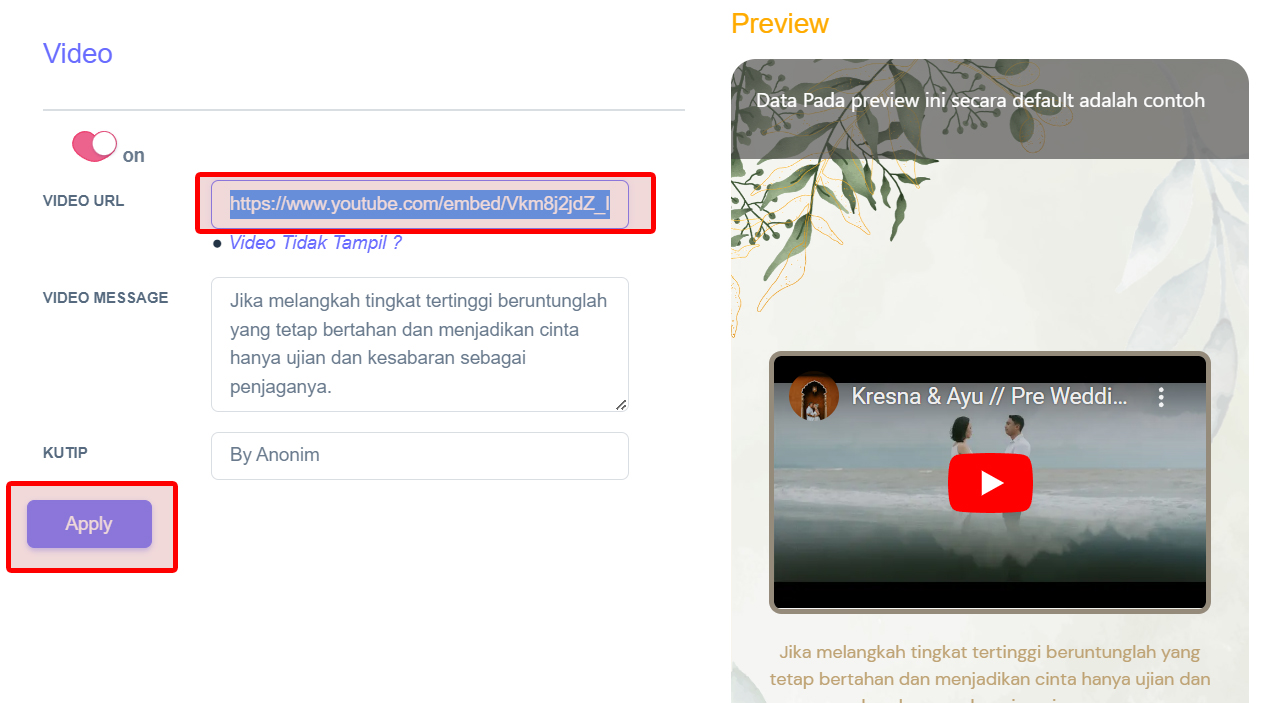 Video
on
VIDEO URL
https://www.youtube.com/embed/Vkm8j2jdZ_I
Video Tidak Tampil ?
VIDEO MESSAGE
Jika melangkah tingkat tertinggi beruntunglah
yang tetap bertahan dan menjadikan cinta
hanya ujian dan kesabaran sebagai
penjaganya.
KUTIP
By Anonim
Apply
Preview
Data Pada preview ini secara default adalah contoh
Kresna & Ayu // Pre Weddi...
Jika melangkah tingkat tertinggi beruntunglah yang
tetap bertahan dan menjadikan cinta hanya ujian dan